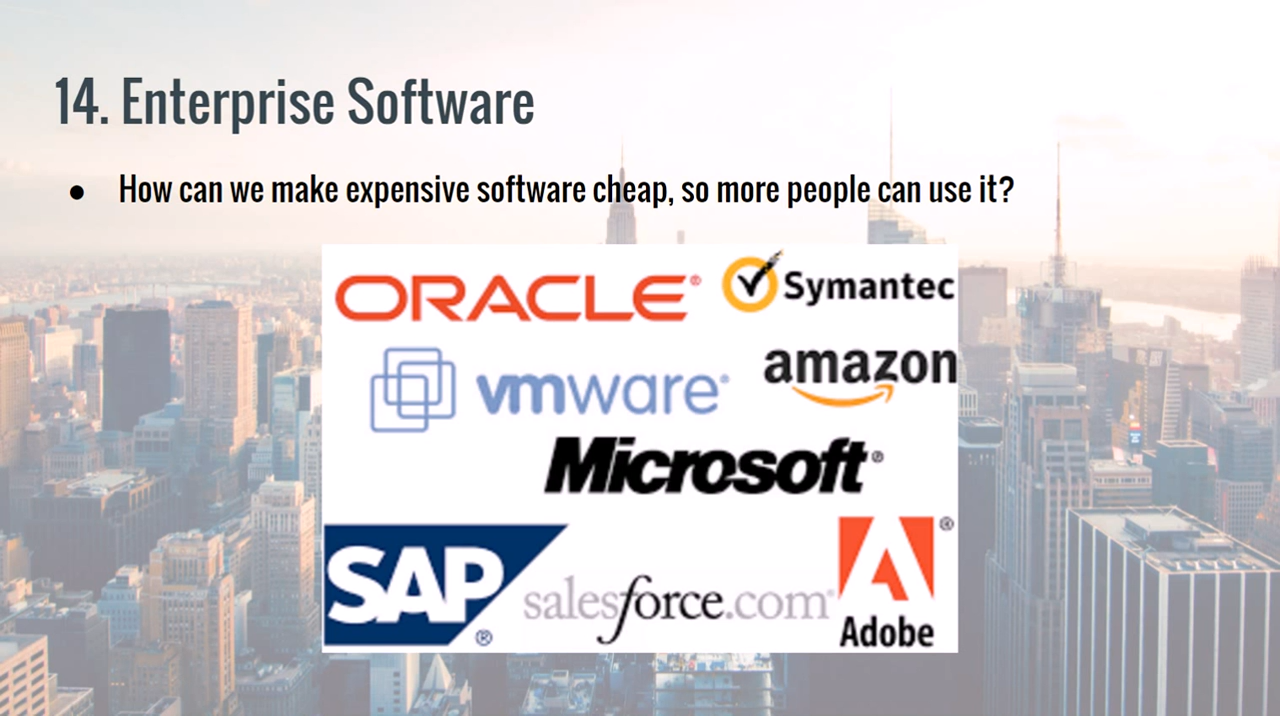 14. Enterprise Software
● How can we make expensive software cheap, so more people can use it?
ORACLE®
Symantec
vmware®
amazon
Microsoft®
SAP®
salesforce.com®
Adobe®